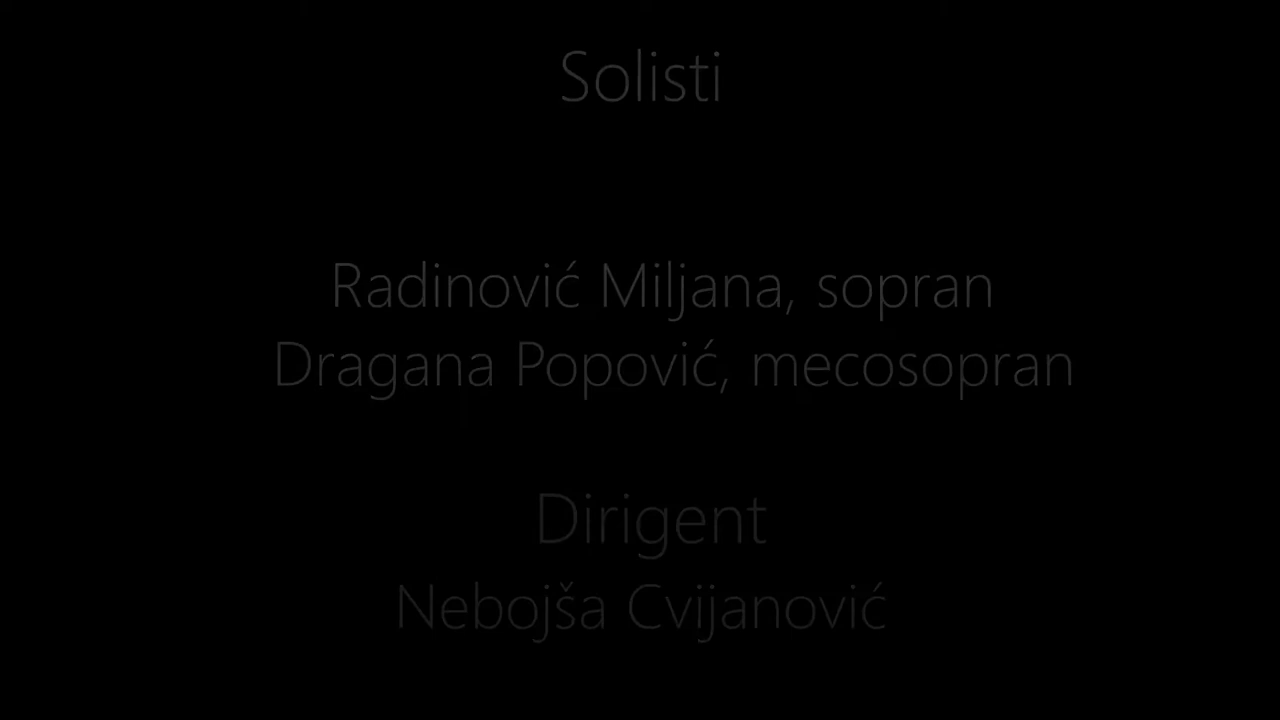 Solisti
Radinović Miljana, sopran
Dragana Popović, mecosopran
Dirigent
Nebojša Cvijanović